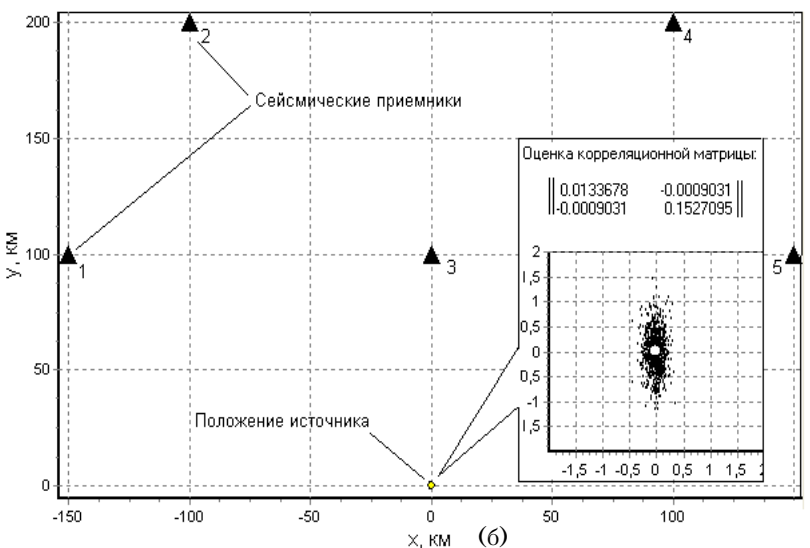 200
2
4
Сейсмические приемники
150
Оценка корреляционной матрицы:
0.0133678 -0.0009031
-0.0009031 0.1527095
y, км
100
1
3
5
2
1,5
1
0,5
0
0,5
-1
1,5
-1,5 -1 -0,5 0 0,5 1 1,5 2
50
Положение источника
0
-150 -100 -50 0 50 100 150
x, км (б)